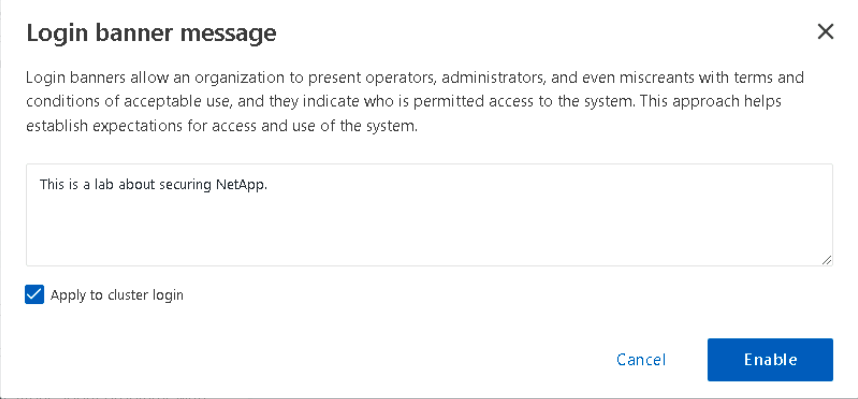 Login banner message
Login banners allow an organization to present operators, administrators, and even miscreants with terms and
conditions of acceptable use, and they indicate who is permitted access to the system. This approach helps
establish expectations for access and use of the system.
This is a lab about securing NetApp.
Apply to cluster login
Cancel
Enable